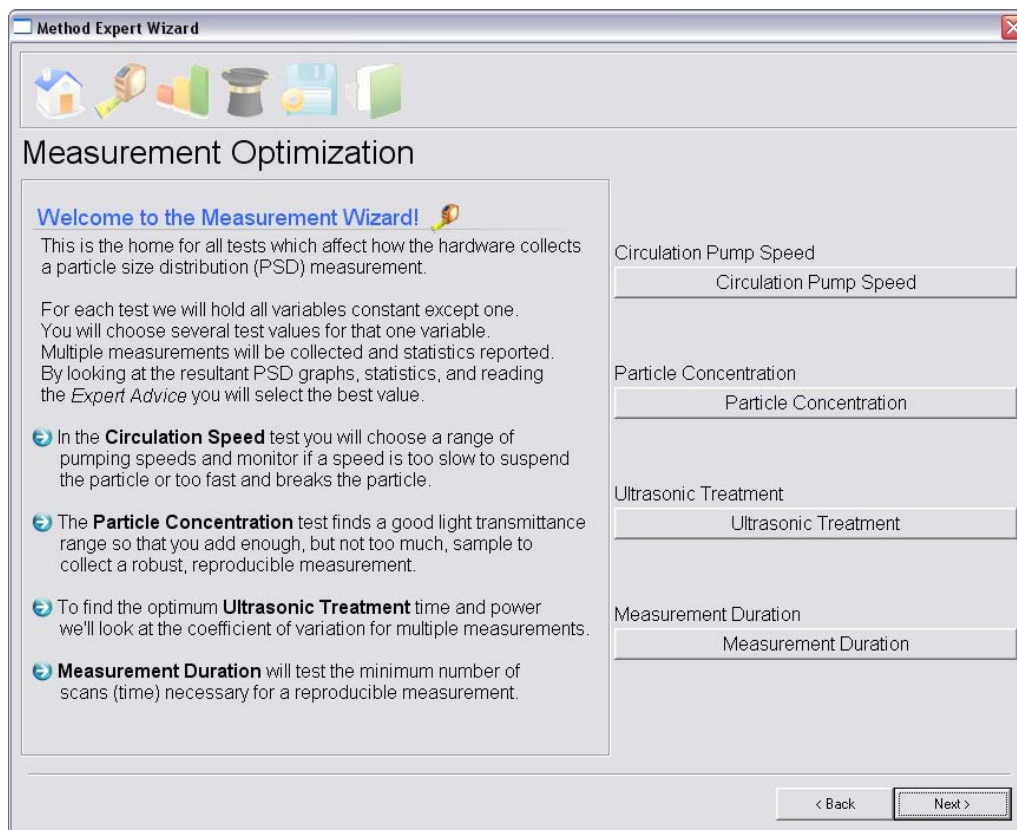 Method Expert Wizard
Measurement Optimization
Welcome to the Measurement Wizard!
This is the home for all tests which affect how the hardware collects
a particle size distribution (PSD) measurement.
For each test we will hold all variables constant except one.
You will choose several test values for that one variable.
Multiple measurements will be collected and statistics reported.
By looking at the resultant PSD graphs, statistics, and reading
the Expert Advice you will select the best value.
In the Circulation Speed test you will choose a range of
pumping speeds and monitor if a speed is too slow to suspend
the particle or too fast and breaks the particle.
The Particle Concentration test finds a good light transmittance
range so that you add enough, but not too much, sample to
collect a robust, reproducible measurement.
To find the optimum Ultrasonic Treatment time and power
we'll look at the coefficient of variation for multiple measurements.
Measurement Duration will test the minimum number of
scans (time) necessary for a reproducible measurement.
Circulation Pump Speed
Circulation Pump Speed
Particle Concentration
Particle Concentration
Ultrasonic Treatment
Ultrasonic Treatment
Measurement Duration
Measurement Duration
< Back
Next >